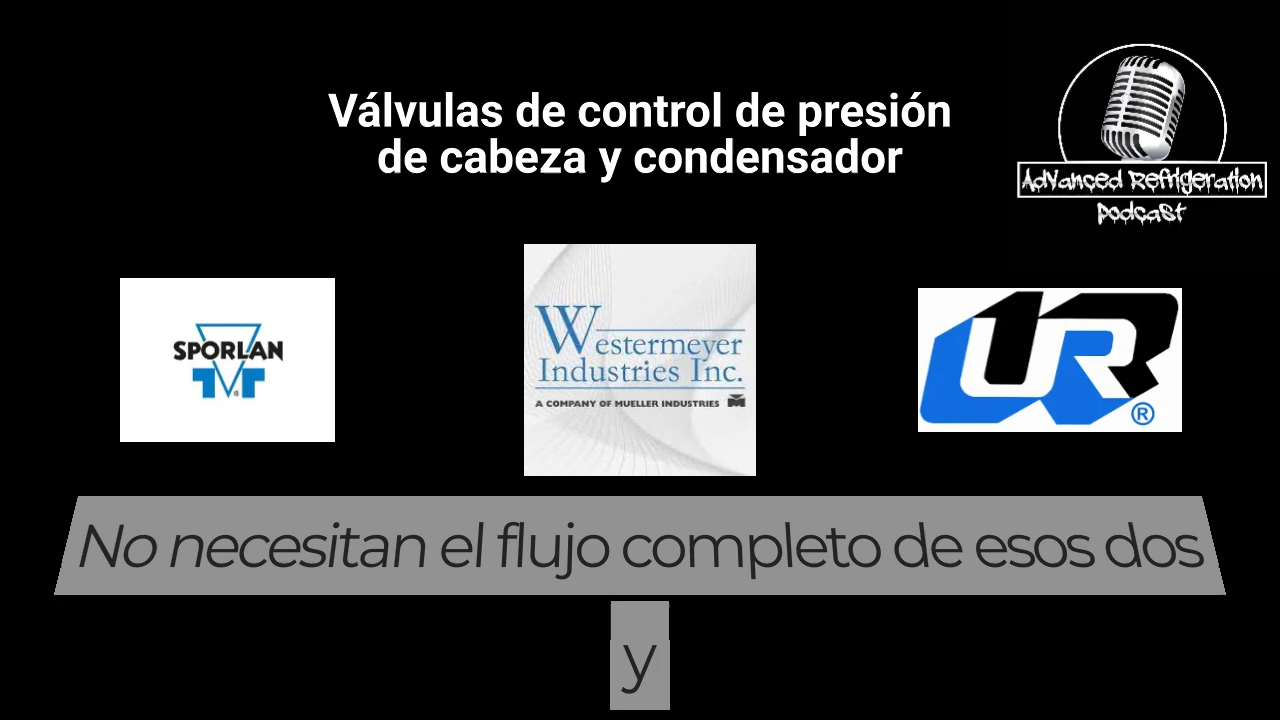 Válvulas de control de presión
de cabeza y condensador
Advanced Refrigeration
Podcast
SPORLAN
®
Westermeyer
Industries Inc.
A COMPANY OF MUELLER INDUSTRIES
UR
®
No necesitan el flujo completo de esos dos
y